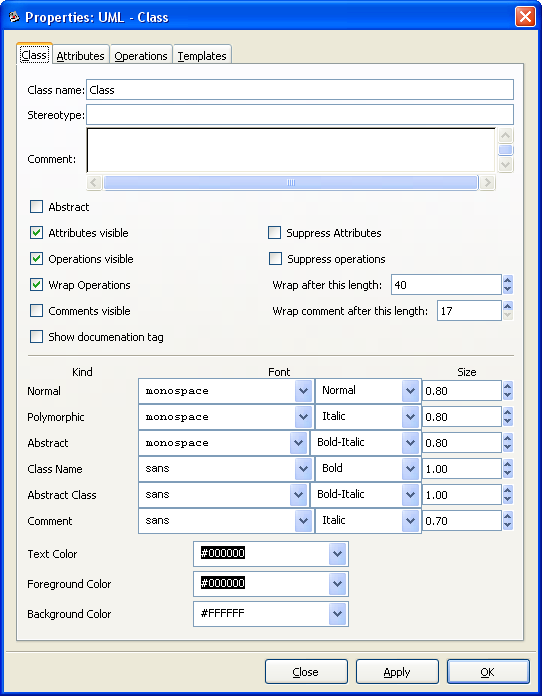 Properties: UML - Class
Class Attributes Operations Templates
Class name: Class
Stereotype:
Comment:
Abstract
Attributes visible Suppress Attributes
Operations visible Suppress operations
Wrap Operations Wrap after this length: 40
Comments visible Wrap comment after this length: 17
Show documenation tag
Kind Font Size
Normal monospace Normal 0.80
Polymorphic monospace Italic 0.80
Abstract monospace Bold-Italic 0.80
Class Name sans Bold 1.00
Abstract Class sans Bold-Italic 1.00
Comment sans Italic 0.70
Text Color #000000
Foreground Color #000000
Background Color #FFFFFF
Close Apply OK